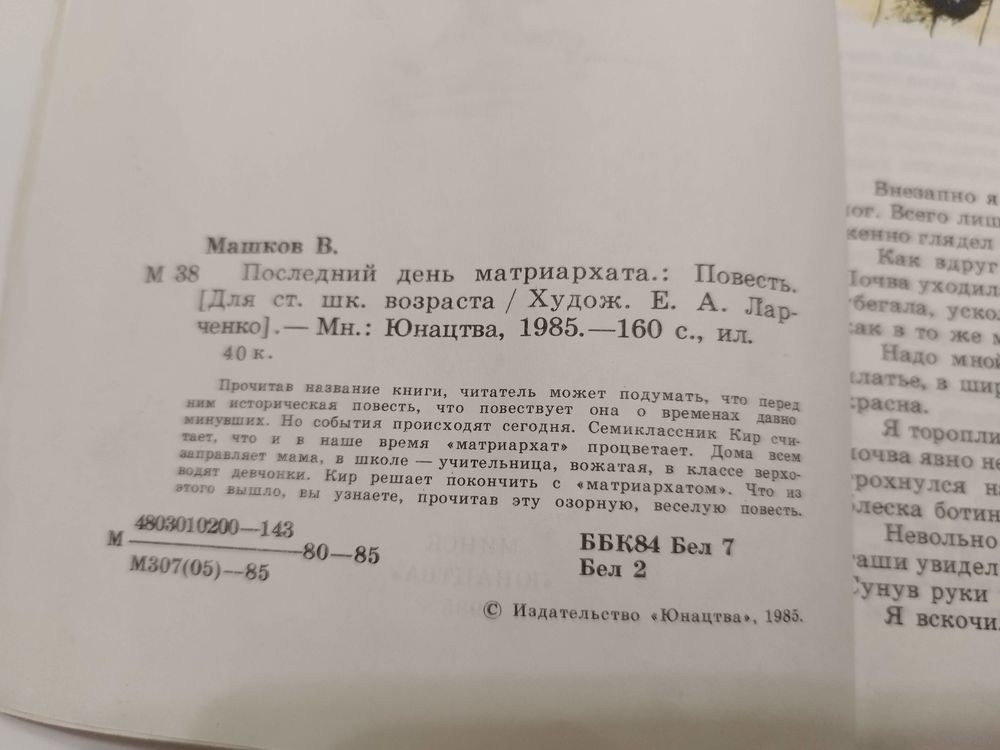 Машков В.
М 38 Последний день матриархата.: Повесть.
[Для ст. шк. возраста / Худож. Е. А. Лар-
ченко]. — Мн.: Юнацтва, 1985.—160 с., ил.
40 к.
Прочитав название книги, читатель может подумать, что перед
ним историческая повесть, что повествует она о временах давно
минувших. Но события происходят сегодня. Семиклассник Кир счи-
тает, что и в наше время «матриархат» процветает. Дома всем
заправляет мама, в школе — учительница, вожатая, в классе верхо-
водят девчонки. Кир решает покончить с «матриархатом». Что из
этого вышло, вы узнаете, прочитав эту озорную, веселую повесть.
4803010200—143
М
80—85
М307(05)—85
ББК84 Бел 7
Бел 2
© Издательство «Юнацтва», 1985.
Внезапно я
ног. Всего лиш
женно глядел
Как вдруг
Почва уходил
убегала, уско
как в то же м
Надо мной
платье, в шир
красна.
Я торопли
почва явно не
рохнулся на
блеска ботин
Невольно
таши увидел
Сунув руки
Я вскочи